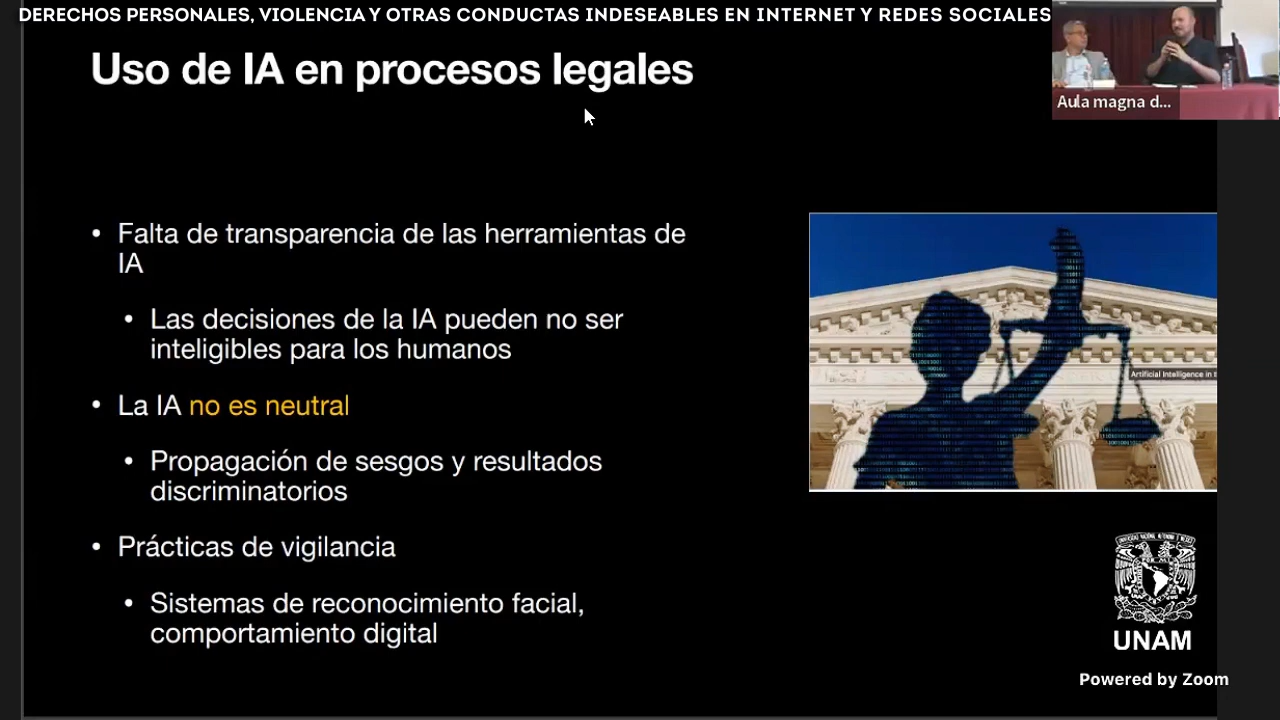 DERECHOS PERSONALES, VIOLENCIA Y OTRAS CONDUCTAS INDESEABLES EN INTERNET Y REDES SOCIALES
Uso de IA en procesos legales
Aula magna d...
• Falta de transparencia de las herramientas de
IA
• Las decisiones de la IA pueden no ser
inteligibles para los humanos
• La IA no es neutral
• Propagación de sesgos y resultados
discriminatorios
• Prácticas de vigilancia
• Sistemas de reconocimiento facial,
comportamiento digital
Artificial Intelligence in
UNAM
Powered by Zoom